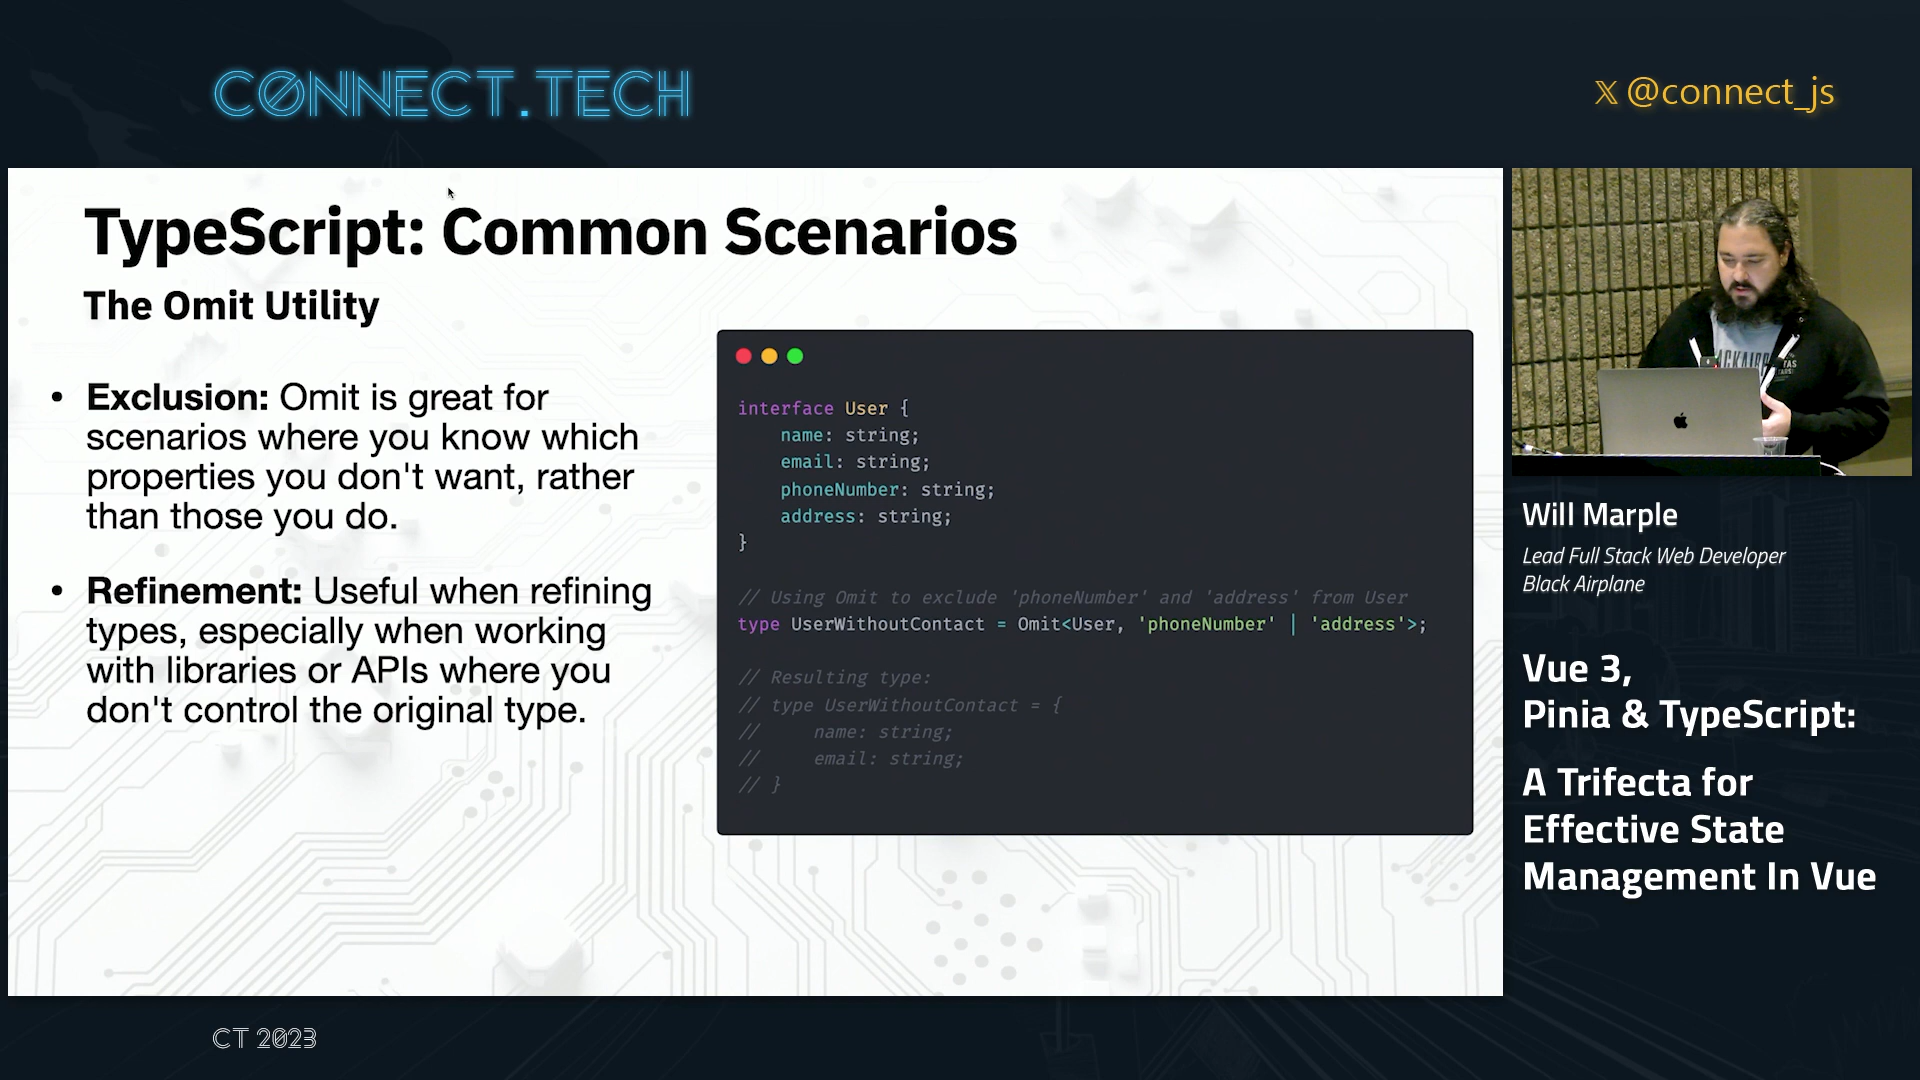 CONNECT.TECH
𝕏 @connect_js
TypeScript: Common Scenarios
The Omit Utility
• Exclusion: Omit is great for
scenarios where you know which
properties you don't want, rather
than those you do.
• Refinement: Useful when refining
types, especially when working
with libraries or APIs where you
don't control the original type.
interface User {
    name: string;
    email: string;
    phoneNumber: string;
    address: string;
}
// Using Omit to exclude 'phoneNumber' and 'address' from User
type UserWithoutContact = Omit<User, 'phoneNumber' | 'address'>;
// Resulting type:
// type UserWithoutContact = {
//     name: string;
//     email: string;
// }
Will Marple
Lead Full Stack Web Developer
Black Airplane
Vue 3,
Pinia & TypeScript:
A Trifecta for
Effective State
Management In Vue
CT 2023